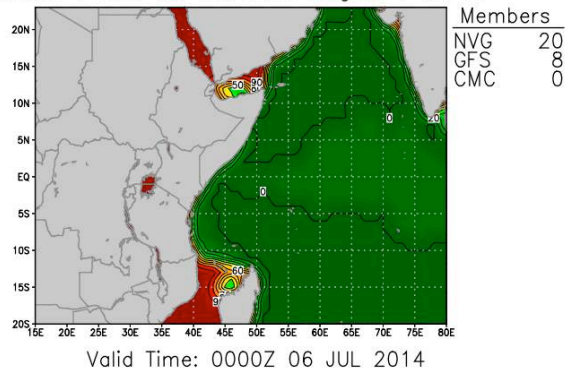 Members
NVG 20
GFS 8
CMC 0
20N
15N
10N
5N
EQ
5S
10S
15S
20S
50
90
0
20
0
60
9
15E 20E 25E 30E 35E 40E 45E 50E 55E 60E 65E 70E 75E 80E
Valid Time: 0000Z 06 JUL 2014